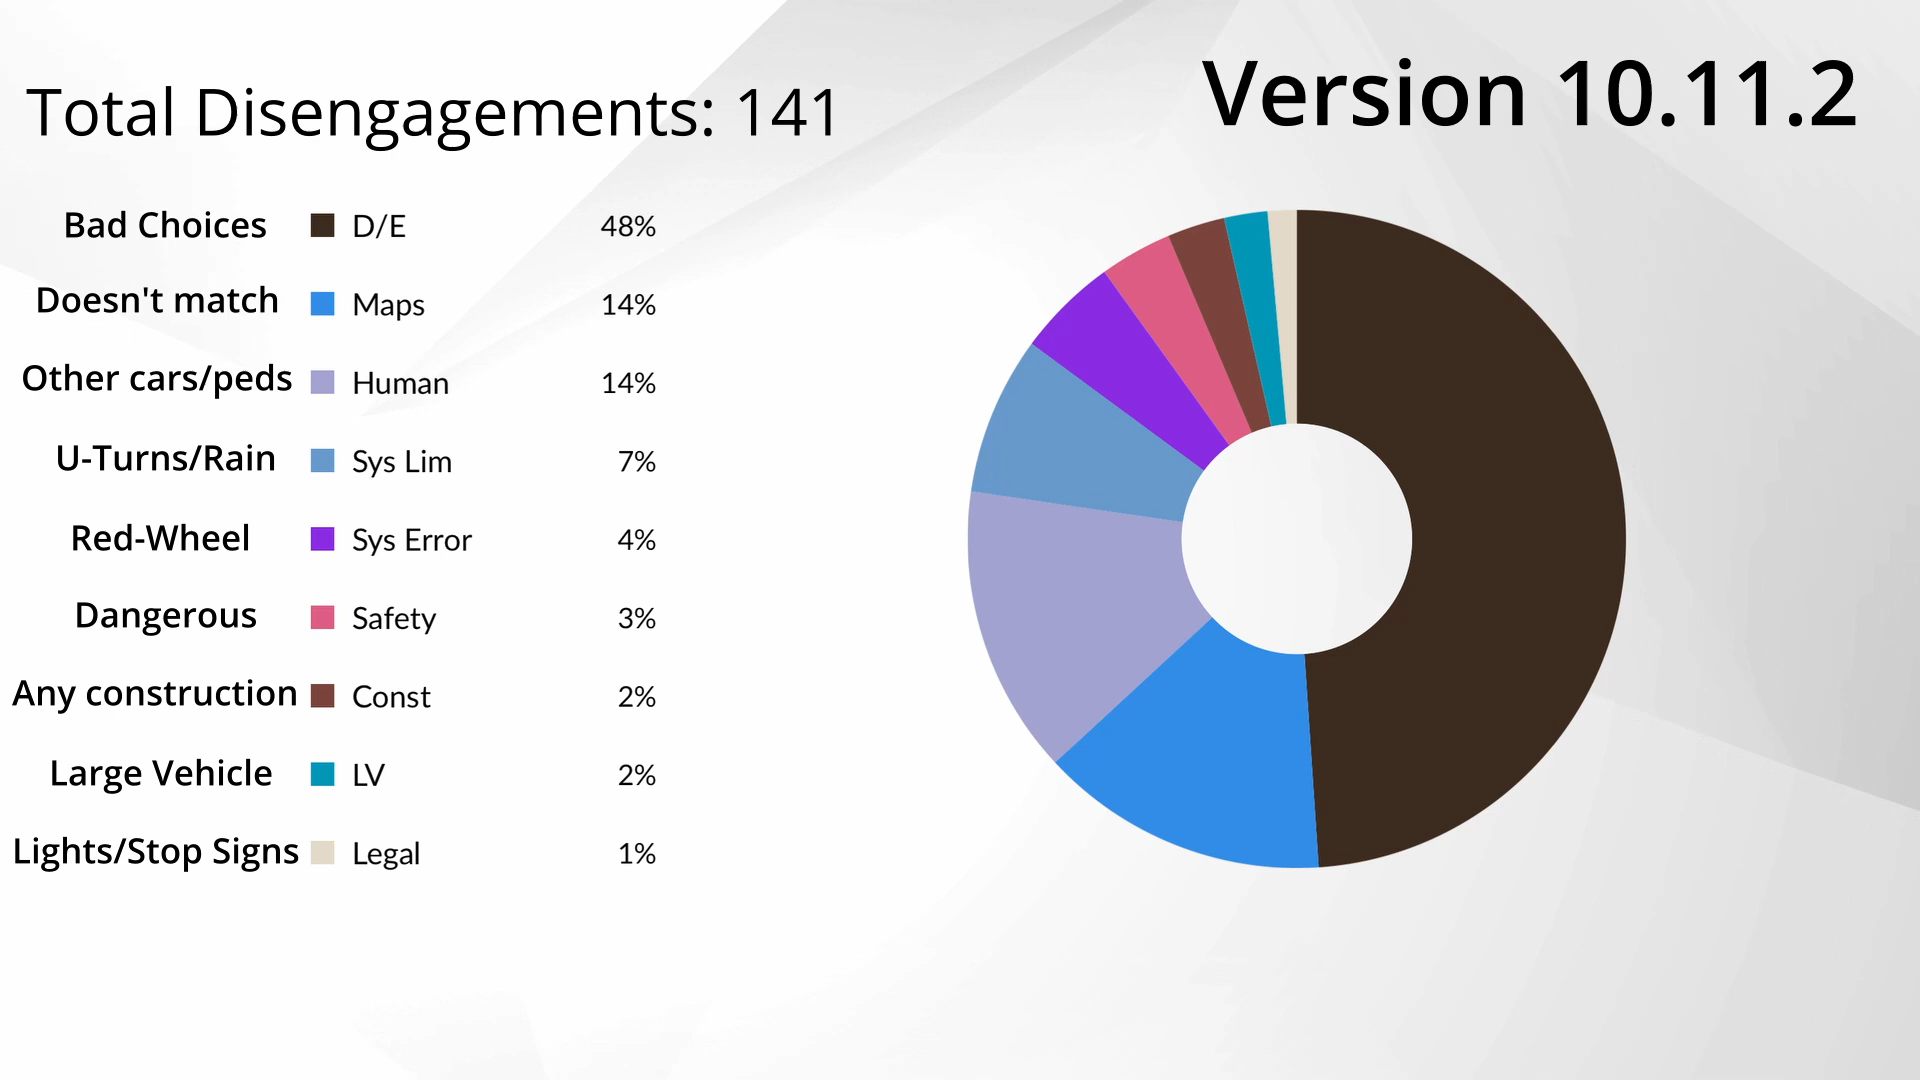 Version 10.11.2
Total Disengagements: 141
Bad Choices D/E 48%
Doesn't match Maps 14%
Other cars/peds Human 14%
U-Turns/Rain Sys Lim 7%
Red-Wheel Sys Error 4%
Dangerous Safety 3%
Any construction Const 2%
Large Vehicle LV 2%
Lights/Stop Signs Legal 1%